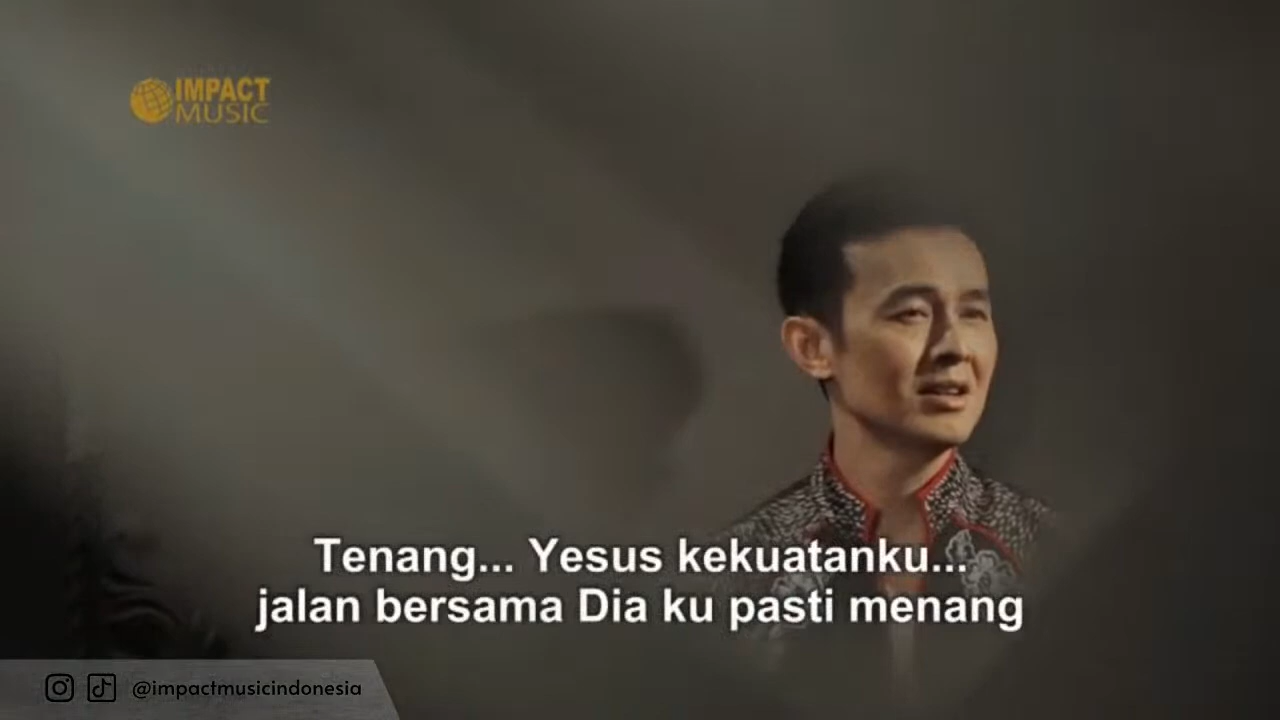 IMPACT
MUSIC
Tenang... Yesus kekuatanku...
jalan bersama Dia ku pasti menang
@impactmusicindonesia